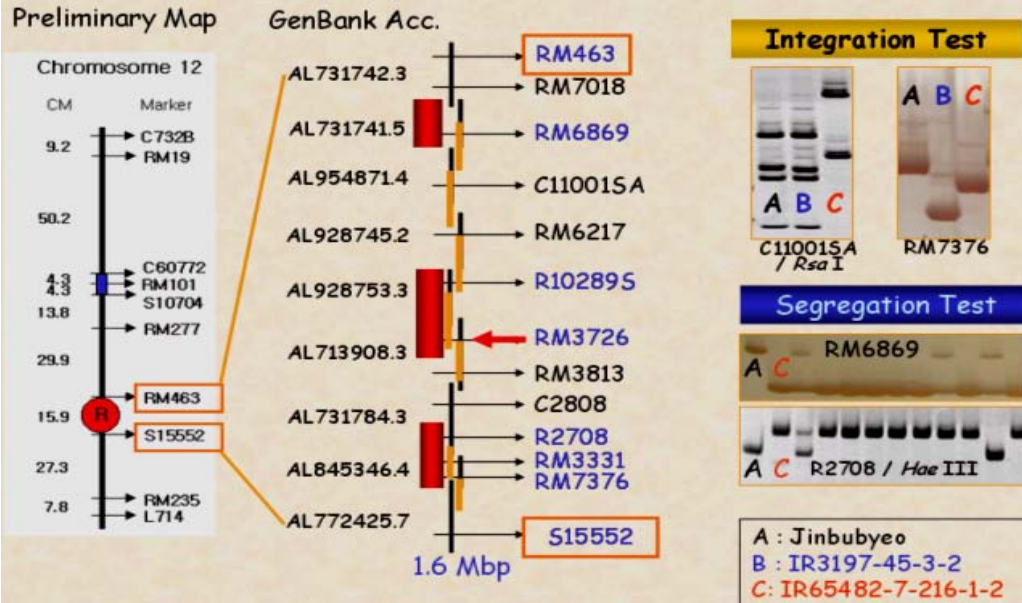 Preliminary Map
Chromosome 12
CM Marker
C732B
9.2
RM19
50.2
C60772
4.3
RM101
4.3
S10704
13.8
RM277
29.9
RM463
R
15.9
S15552
27.3
RM235
7.8
L714
GenBank Acc.
RM463
AL731742.3
RM7018
AL731741.5
RM6869
AL954871.4
C11001SA
AL928745.2
RM6217
AL928753.3
R10289S
RM3726
AL713908.3
RM3813
AL731784.3
C2808
R2708
AL845346.4
RM3331
RM7376
AL772425.7
S15552
1.6 Mbp
Integration Test
A B C
C11001SA
/ RsaI
A B C
RM7376
Segregation Test
RM6869
A C
A C R2708 / Hae III
A : Jinbubyeo
B : IR3197-45-3-2
C: IR65482-7-216-1-2